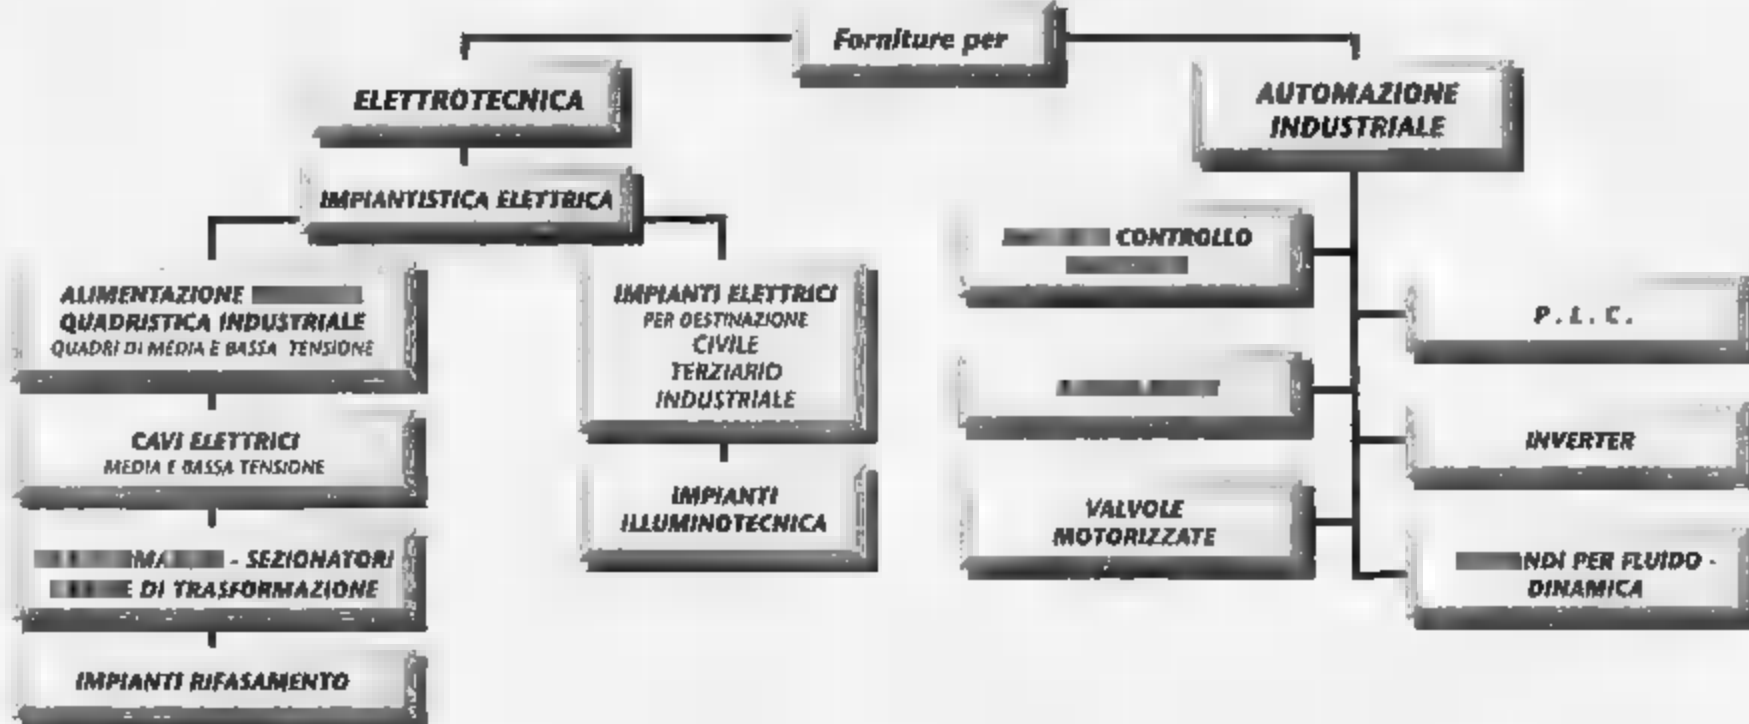 Forniture per
ELETTROTECNICA
IMPIANTISTICA ELETTRICA
ALIMENTAZIONE
QUADRISTICA INDUSTRIALE
QUADRI DI MEDIA E BASSA TENSIONE
CAVI ELETTRICI
MEDIA E BASSA TENSIONE
- SEZIONATORI
DI TRASFORMAZIONE
IMPIANTI RIFASAMENTO
IMPIANTI ELETTRICI
PER DESTINAZIONE
CIVILE
TERZIARIO
INDUSTRIALE
IMPIANTI
ILLUMINOTECNICA
AUTOMAZIONE
INDUSTRIALE
CONTROLLO
VALVOLE
MOTORIZZATE
P. L. C.
INVERTER
PER FLUIDO -
DINAMICA